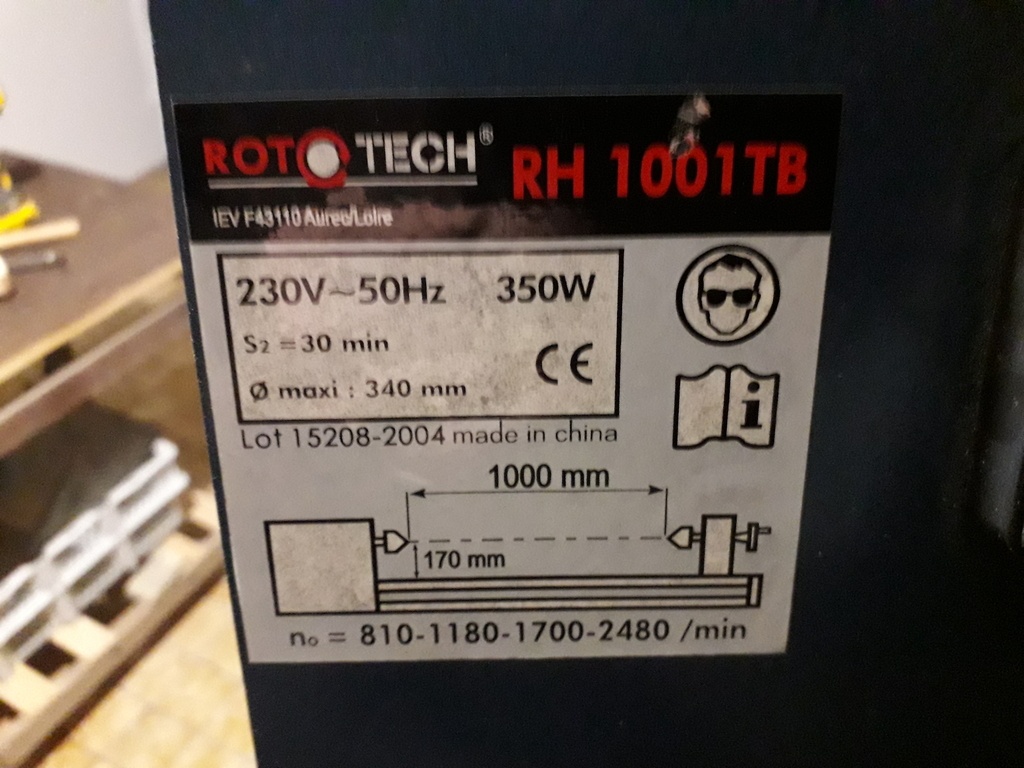 ROTOTECH® RH 1001TB
IEV F43110 Aurec/Loire
230V~50Hz 350W
S2 = 30 min
CE
Ø maxi : 340 mm
i
Lot 15208-2004 made in china
1000 mm
170 mm
no = 810-1180-1700-2480 /min